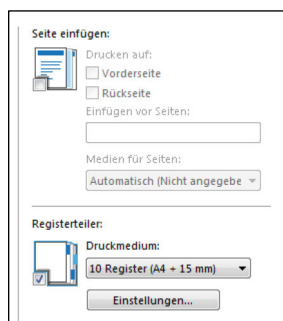 Seite einfügen:
Drucken auf:
Vorderseite
Rückseite
Einfügen vor Seiten:
Medien für Seiten:
Automatisch (Nicht angegebe
Registerteiler:
Druckmedium:
10 Register (A4 + 15 mm)
Einstellungen...